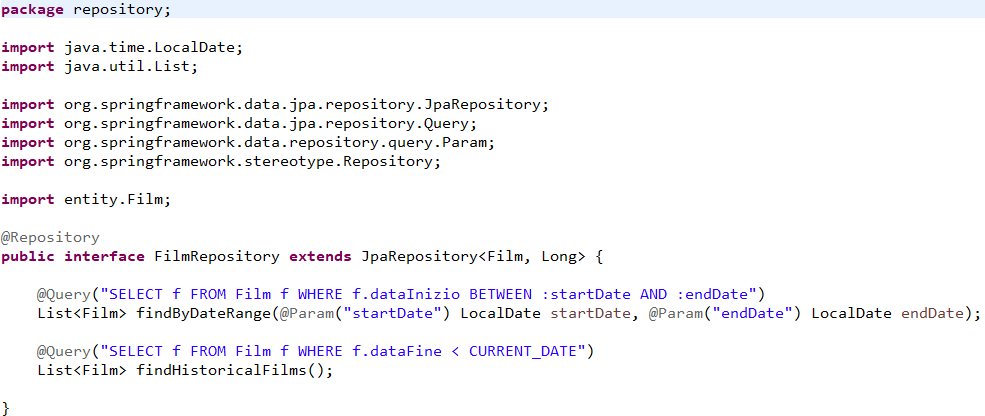 package repository;
import java.time.LocalDate;
import java.util.List;
import org.springframework.data.jpa.repository.JpaRepository;
import org.springframework.data.jpa.repository.Query;
import org.springframework.data.repository.query.Param;
import org.springframework.stereotype.Repository;
import entity.Film;
@Repository
public interface FilmRepository extends JpaRepository<Film, Long> {
@Query("SELECT f FROM Film f WHERE f.dataInizio BETWEEN :startDate AND :endDate")
List<Film> findByDateRange(@Param("startDate") LocalDate startDate, @Param("endDate") LocalDate endDate);
@Query("SELECT f FROM Film f WHERE f.dataFine < CURRENT_DATE")
List<Film> findHistoricalFilms();
}